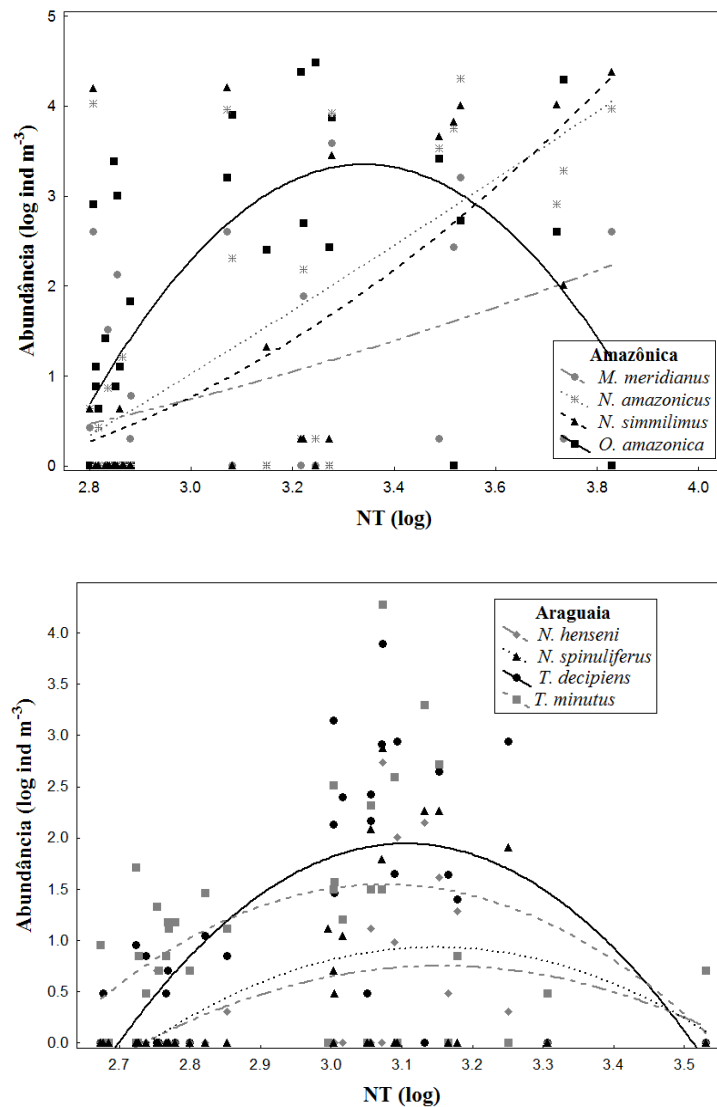 5
4
3
2
1
0
Abundância (log ind m-3)
Amazônica
M. meridianus
N. amazonicus
N. simmilimus
O. amazonica
2.8 3.0 3.2 3.4 3.6 3.8 4.0
NT (log)
4.0
3.5
3.0
2.5
2.0
1.5
1.0
0.5
0.0
Abundância (log ind m-3)
Araguaia
N. henseni
N. spinuliferus
T. decipiens
T. minutus
2.7 2.8 2.9 3.0 3.1 3.2 3.3 3.4 3.5
NT (log)